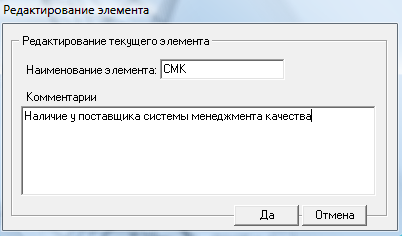 Редактирование элемента
Редактирование текущего элемента
Наименование элемента: СМК
Комментарии
Наличие у поставщика системы менеджмента качества
Да Отмена